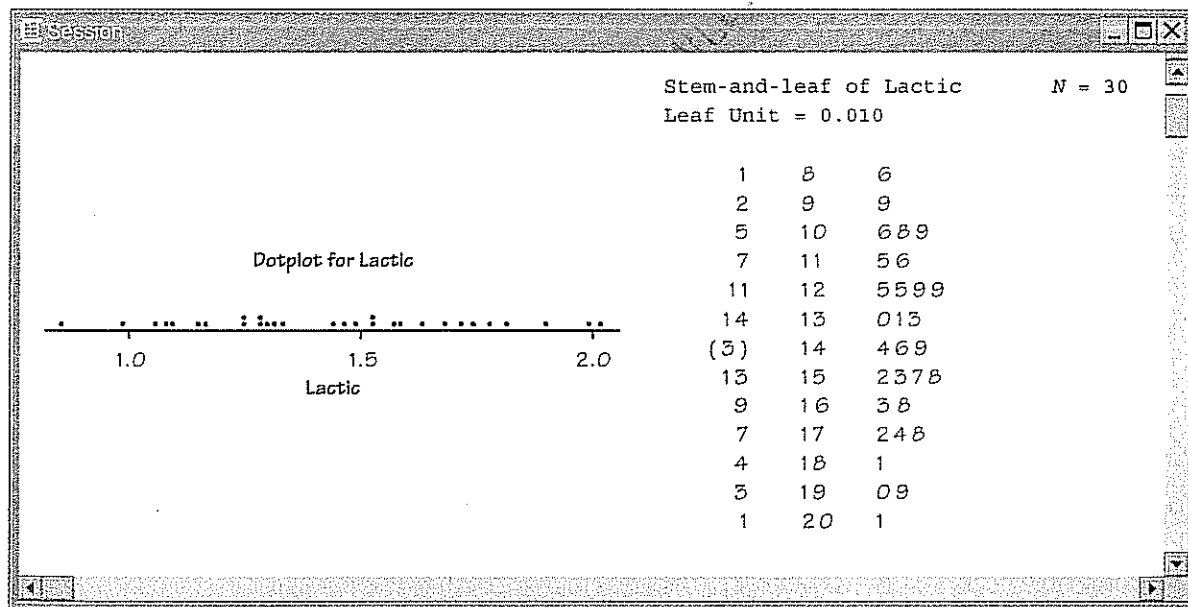 Session
Stem-and-leaf of Lactic N = 30
Leaf Unit = 0.010
1 8 6
2 9 9
5 10 689
7 11 56
11 12 5599
14 13 013
(3) 14 469
13 15 2378
9 16 38
7 17 248
4 18 1
3 19 09
1 20 1
Dotplot for Lactic
1.0 1.5 2.0
Lactic